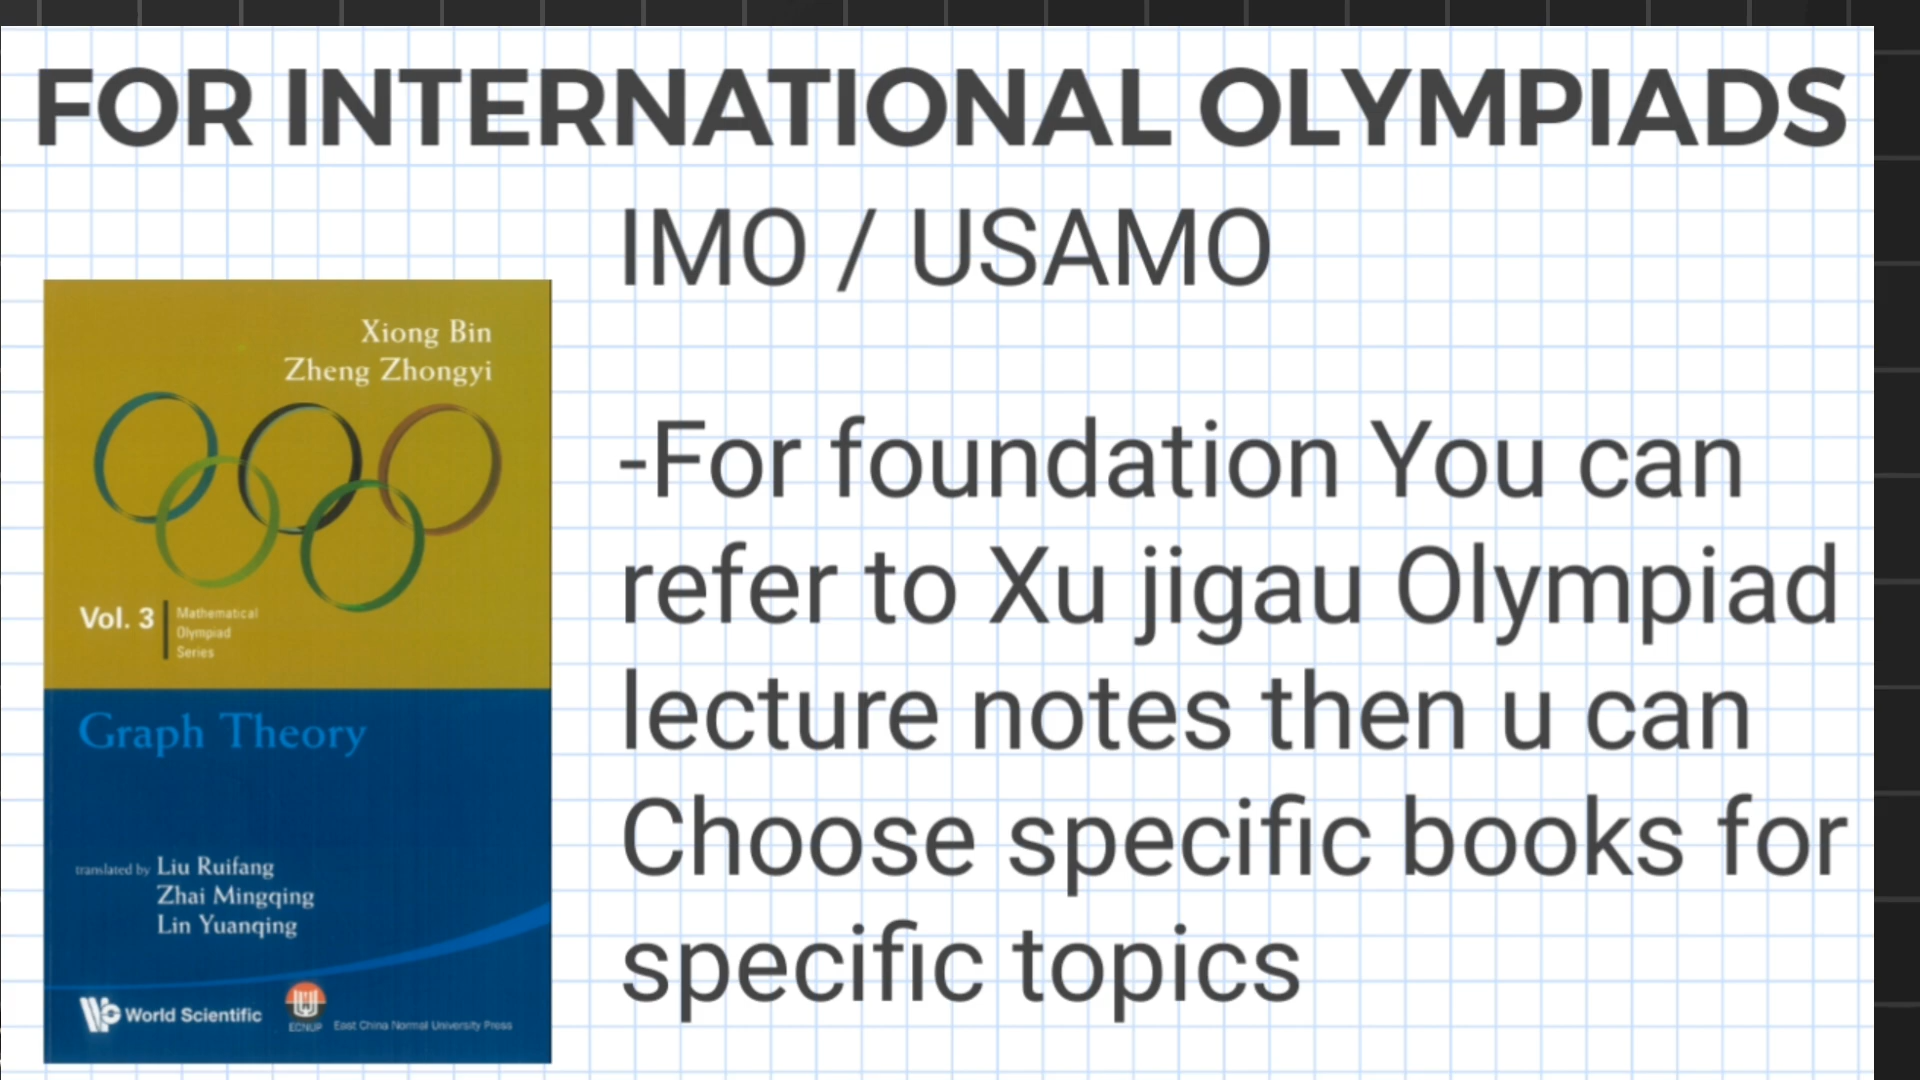 FOR INTERNATIONAL OLYMPIADS
IMO / USAMO
Xiong Bin
Zheng Zhongyi
Vol. 3
Mathematical
Olympiad
Series
Graph Theory
translated by Liu Ruifang
Zhai Mingqing
Lin Yuanqing
World Scientific
ECNUP
East China Normal University Press
-For foundation You can
refer to Xu jigau Olympiad
lecture notes then u can
Choose specific books for
specific topics